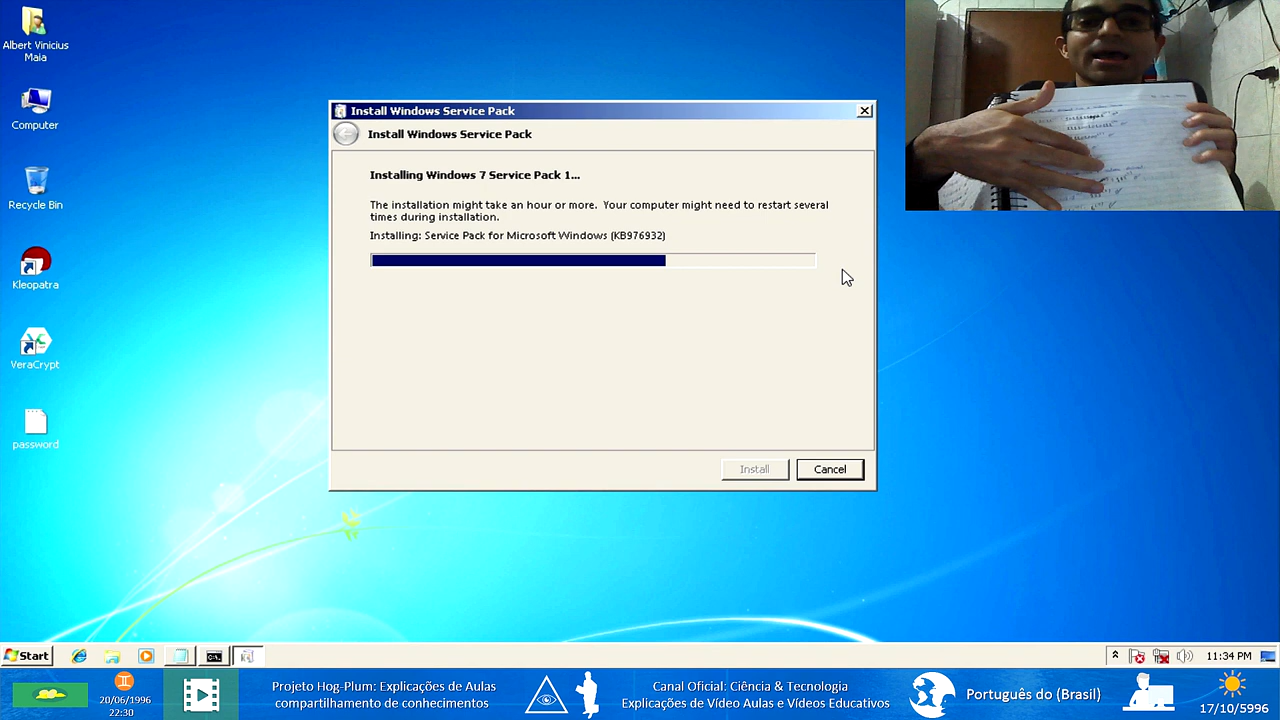 Albert Vinicius
Maia
Computer
Recycle Bin
Kleopatra
VeraCrypt
password
Install Windows Service Pack
Install Windows Service Pack
Installing Windows 7 Service Pack 1...
The installation might take an hour or more. Your computer might need to restart several
times during installation.
Installing: Service Pack for Microsoft Windows (KB976932)
Install
Cancel
Start
C:\
11:34 PM
20/06/1996
22:30
Projeto Hog-Plum: Explicações de Aulas
compartilhamento de conhecimentos
Canal Oficial: Ciência & Tecnologia
Explicações de Vídeo Aulas e Vídeos Educativos
Português do (Brasil)
17/10/5996